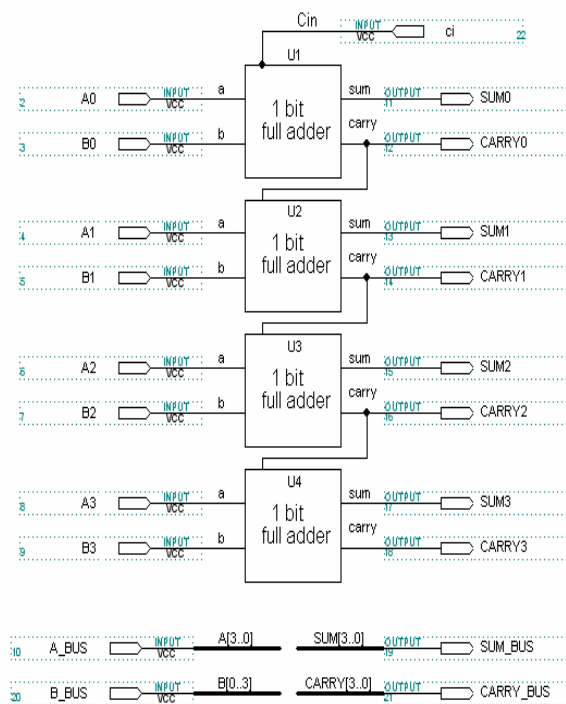 Cin INPUT VCC ci 22
U1
2 A0 INPUT VCC a 1 bit full adder sum OUTPUT 11 SUM0
3 B0 INPUT VCC b carry OUTPUT 12 CARRY0
U2
4 A1 INPUT VCC a 1 bit full adder sum OUTPUT 13 SUM1
5 B1 INPUT VCC b carry OUTPUT 14 CARRY1
U3
6 A2 INPUT VCC a 1 bit full adder sum OUTPUT 15 SUM2
7 B2 INPUT VCC b carry OUTPUT 16 CARRY2
U4
8 A3 INPUT VCC a 1 bit full adder sum OUTPUT 17 SUM3
9 B3 INPUT VCC b carry OUTPUT 18 CARRY3
10 A_BUS INPUT VCC A[3..0] SUM[3..0] OUTPUT 19 SUM_BUS
20 B_BUS INPUT VCC B[0..3] CARRY[3..0] OUTPUT 21 CARRY_BUS